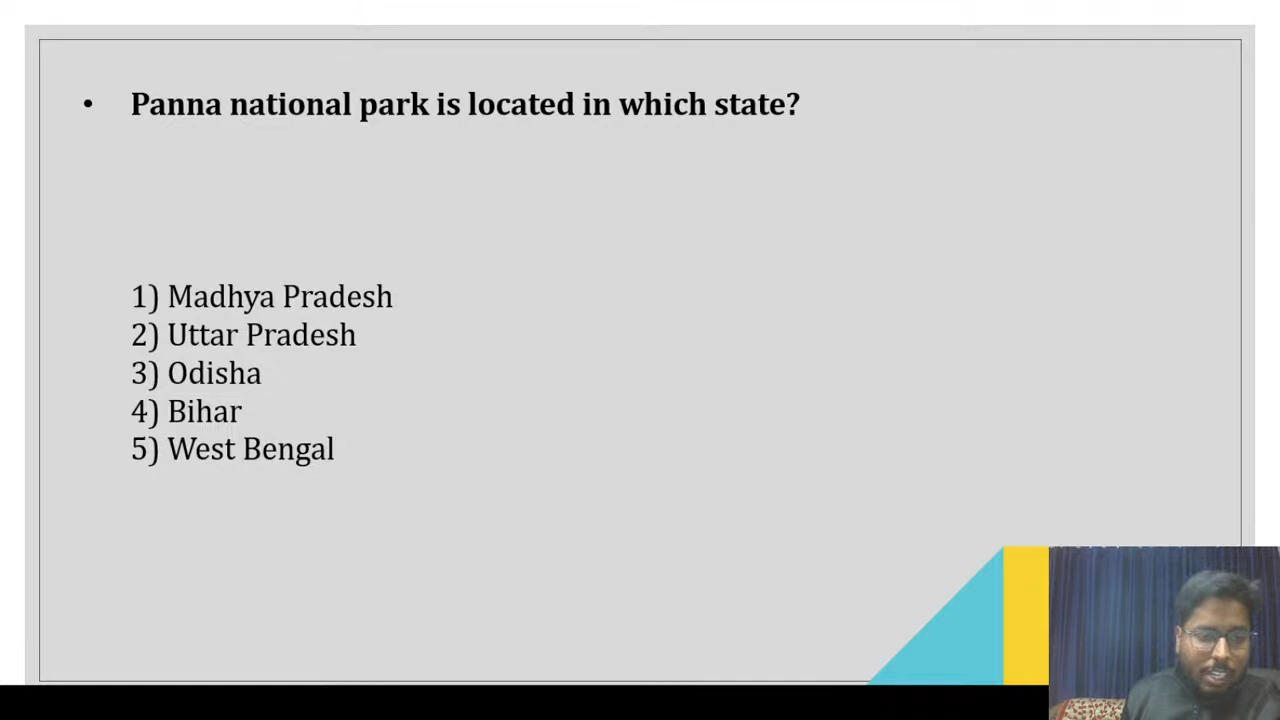 • Panna national park is located in which state?
1) Madhya Pradesh
2) Uttar Pradesh
3) Odisha
4) Bihar
5) West Bengal